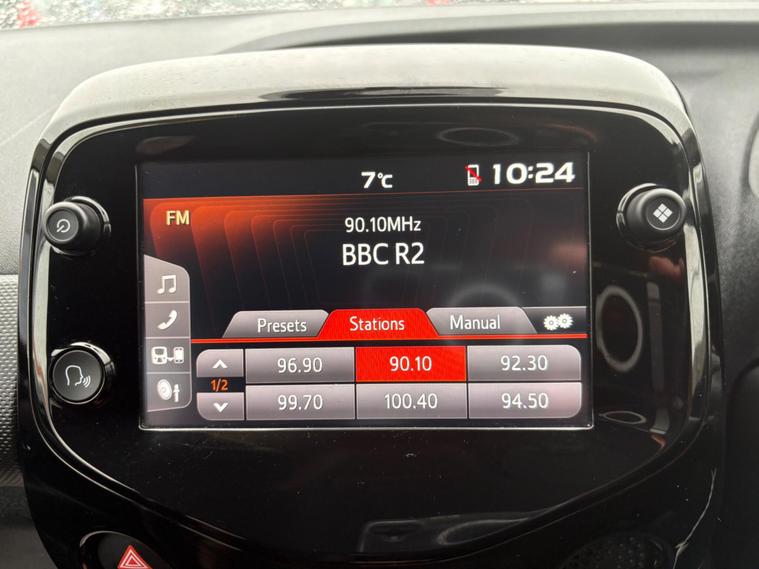 7°C 10:24
FM
90.10MHz
BBC R2
Presets Stations Manual
96.90 90.10 92.30
1/2
99.70 100.40 94.50